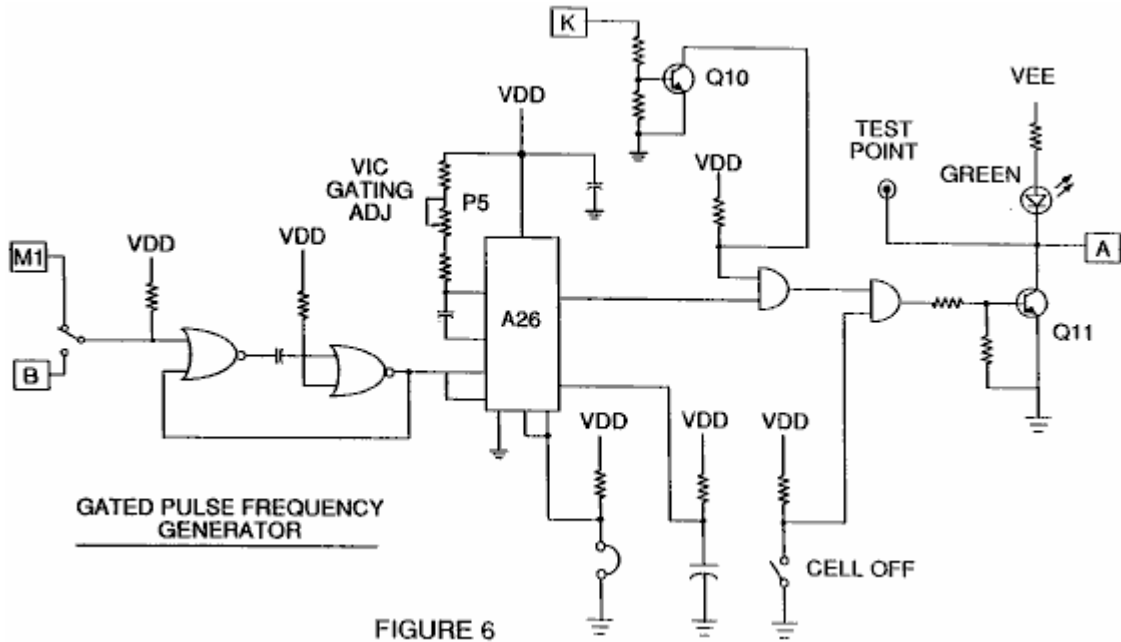 K
Q10
VEE
VDD
TEST
POINT
VIC
GATING
ADJ
P5
VDD
GREEN
M1
VDD
VDD
A
A26
B
Q11
VDD
VDD
VDD
GATED PULSE FREQUENCY
GENERATOR
CELL OFF
FIGURE 6